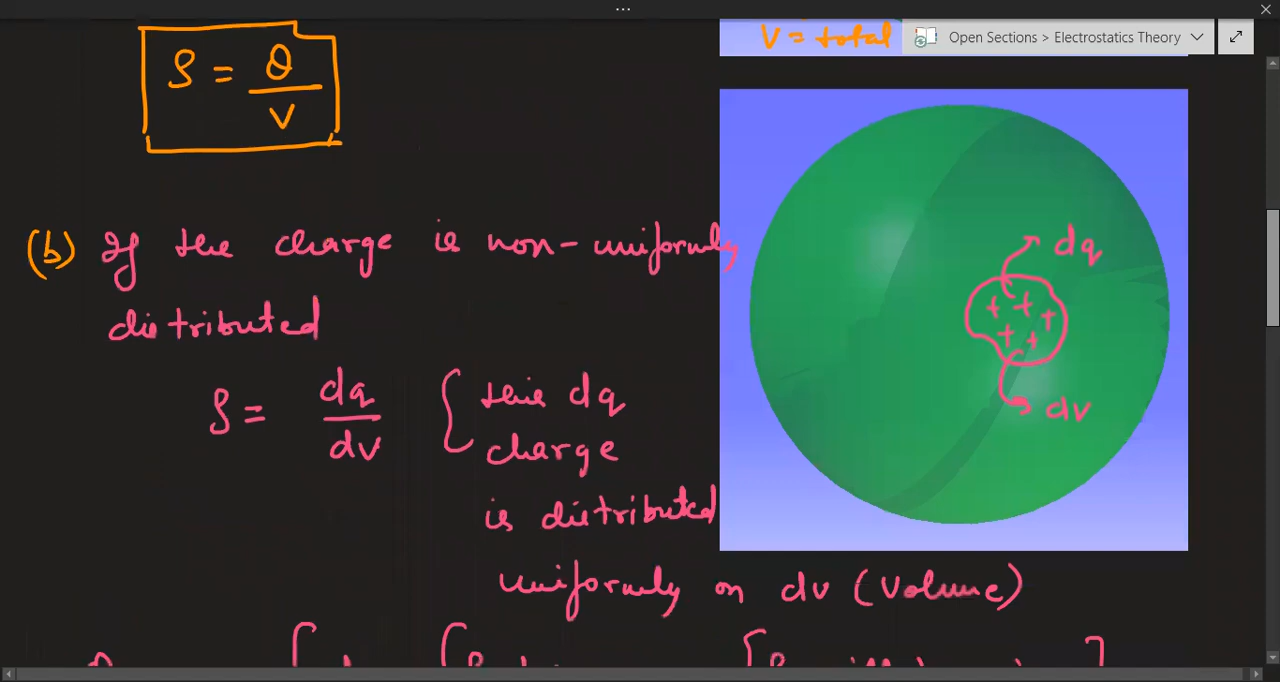 V = total
Open Sections > Electrostatics Theory
ρ = Q / V
(b) If the charge is non-uniformly
distributed
ρ = dq / dv { this dq
charge
is distributed
uniformly on dv (Volume)
dq
+ + +
+ +
dv